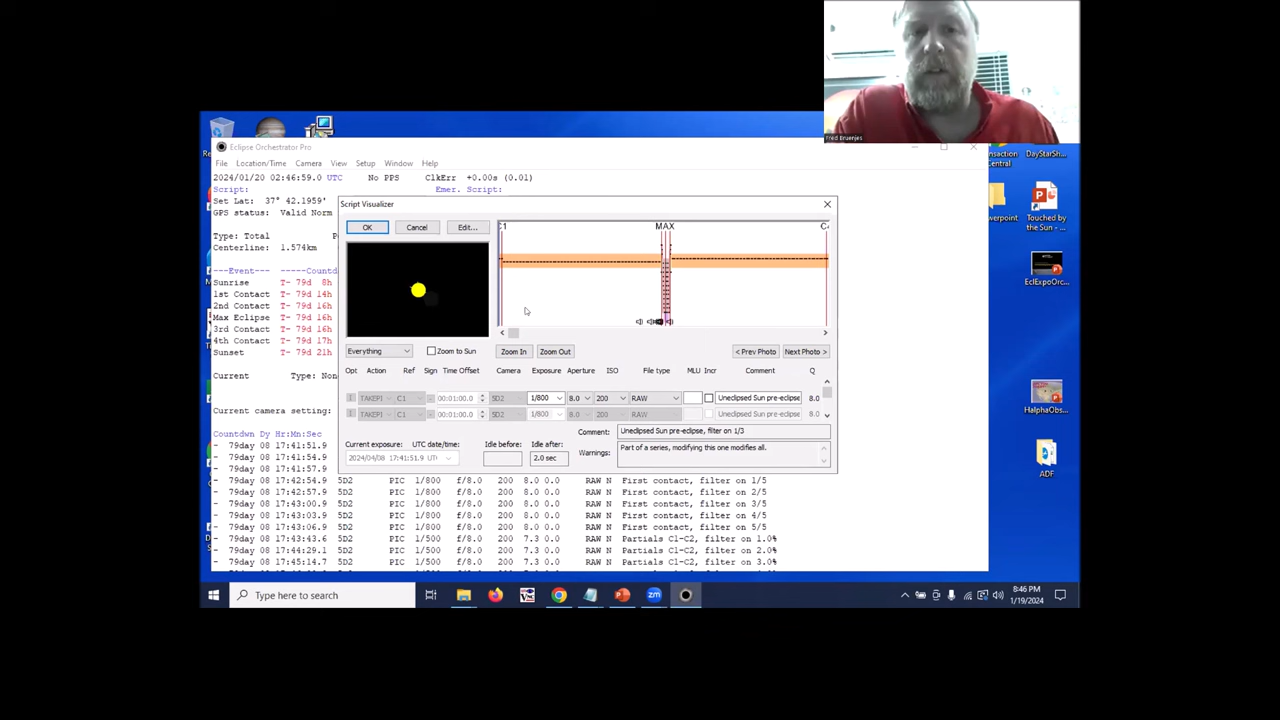 Fred Bruenjes
Eclipse Orchestrator Pro
File Location/Time Camera View Setup Window Help
2024/01/20 02:46:59.0 UTC No PPS ClkErr +0.00s (0.01)
Script: Emer. Script:
Set Lat: 37° 42.1959'
GPS status: Valid Norm
Type: Total
Centerline: 1.574km
---Event--- -----Countd
Sunrise T- 79d 8h
1st Contact T- 79d 14h
2nd Contact T- 79d 16h
Max Eclipse T- 79d 16h
3rd Contact T- 79d 16h
4th Contact T- 79d 17h
Sunset T- 79d 21h
Current Type: Non
Current camera setting:
Countdwn Dy Hr:Mn:Sec
- 79day 08 17:41:51.9
- 79day 08 17:41:54.9
- 79day 08 17:41:57.9
- 79day 08 17:42:54.9 5D2 PIC 1/800 f/8.0 200 8.0 0.0 RAW N First contact, filter on 1/5
- 79day 08 17:42:57.9 5D2 PIC 1/800 f/8.0 200 8.0 0.0 RAW N First contact, filter on 2/5
- 79day 08 17:43:00.9 5D2 PIC 1/800 f/8.0 200 8.0 0.0 RAW N First contact, filter on 3/5
- 79day 08 17:43:03.9 5D2 PIC 1/800 f/8.0 200 8.0 0.0 RAW N First contact, filter on 4/5
- 79day 08 17:43:06.9 5D2 PIC 1/800 f/8.0 200 8.0 0.0 RAW N First contact, filter on 5/5
- 79day 08 17:43:43.6 5D2 PIC 1/500 f/8.0 200 7.3 0.0 RAW N Partials C1-C2, filter on 1.0%
- 79day 08 17:44:29.1 5D2 PIC 1/500 f/8.0 200 7.3 0.0 RAW N Partials C1-C2, filter on 2.0%
- 79day 08 17:45:14.7 5D2 PIC 1/500 f/8.0 200 7.3 0.0 RAW N Partials C1-C2, filter on 3.0%
Script Visualizer
OK Cancel Edit...
C1 MAX C
Everything Zoom to Sun Zoom In Zoom Out < Prev Photo Next Photo >
Opt Action Ref Sign Time Offset Camera Exposure Aperture ISO File type MLU Incr Comment Q
TAKEPI C1 - 00:01:00.0 5D2 1/800 8.0 200 RAW Uneclipsed Sun pre-eclipse 8.0
TAKEPI C1 - 00:01:00.0 5D2 1/800 8.0 200 RAW Uneclipsed Sun pre-eclipse 8.0
Comment: Uneclipsed Sun pre-eclipse, filter on 1/3
Current exposure: UTC date/time: Idle before: Idle after: Warnings: Part of a series, modifying this one modifies all.
2024/04/08 17:41:51.9 UT 2.0 sec
DayStarSh...
Central
Powerpoint
Touched by the Sun - ...
EclExpoOrc...
HalphaObs...
ADF
Type here to search
8:46 PM
1/19/2024